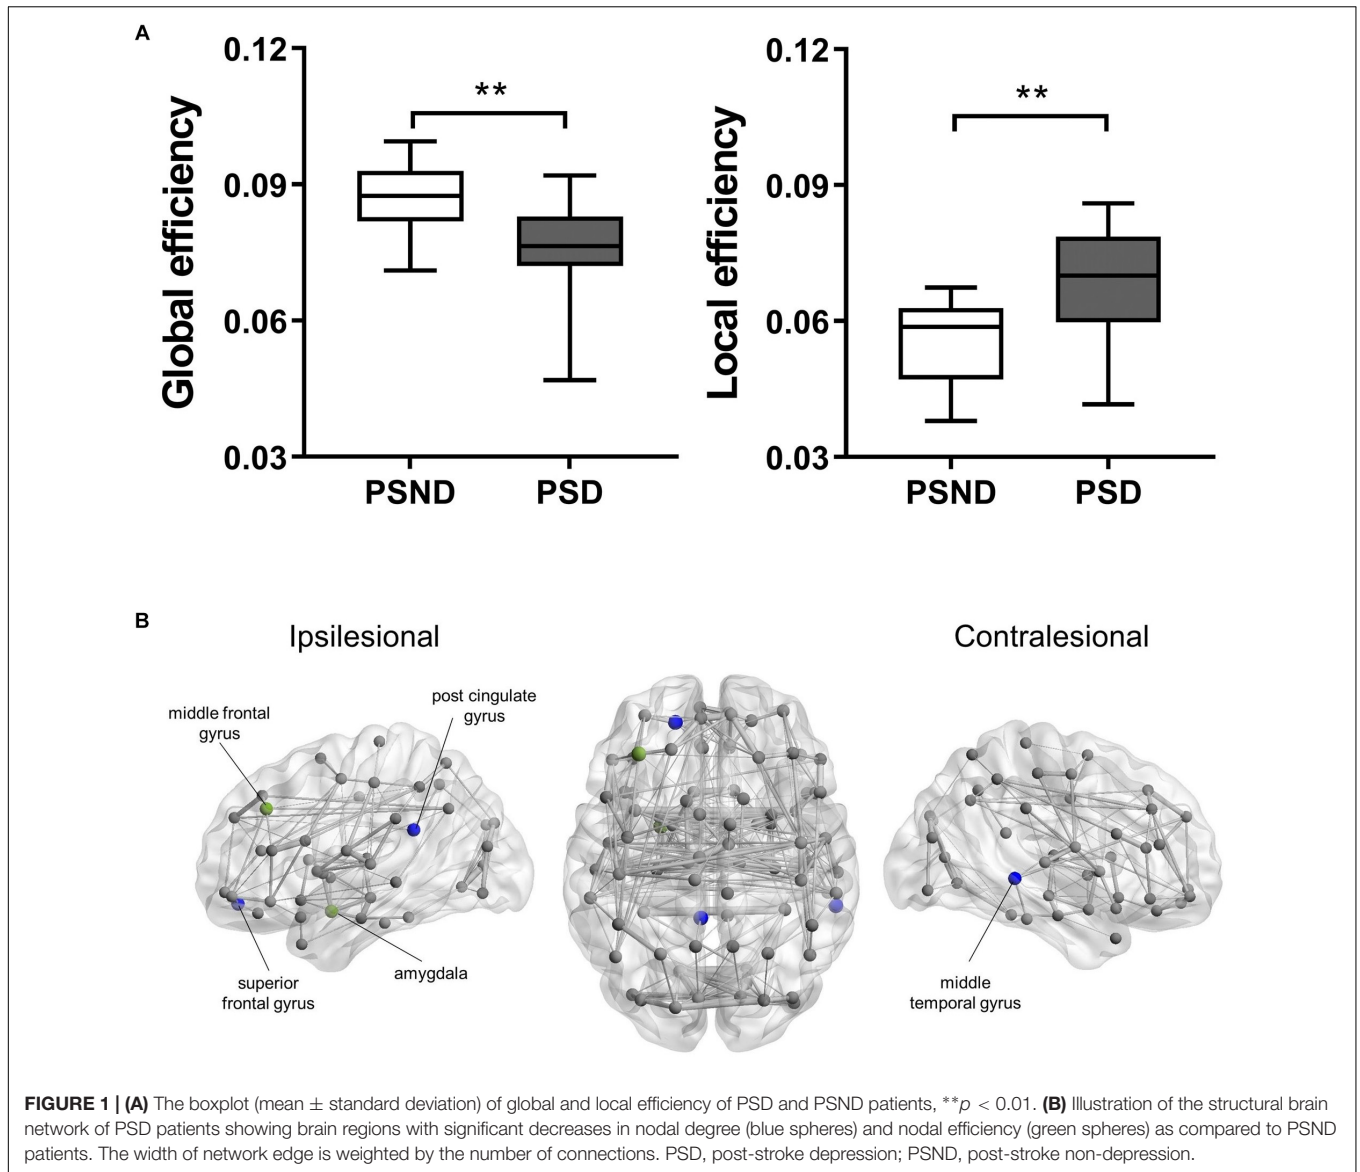 A
0.12
0.09
0.06
0.03
Global efficiency
**
PSND
PSD
0.12
0.09
0.06
0.03
Local efficiency
**
PSND
PSD
B
Ipsilesional
Contralesional
middle frontal
gyrus
post cingulate
gyrus
superior
frontal gyrus
amygdala
middle
temporal gyrus
FIGURE 1 | (A) The boxplot (mean ± standard deviation) of global and local efficiency of PSD and PSND patients, **p < 0.01. (B) Illustration of the structural brain
network of PSD patients showing brain regions with significant decreases in nodal degree (blue spheres) and nodal efficiency (green spheres) as compared to PSND
patients. The width of network edge is weighted by the number of connections. PSD, post-stroke depression; PSND, post-stroke non-depression.